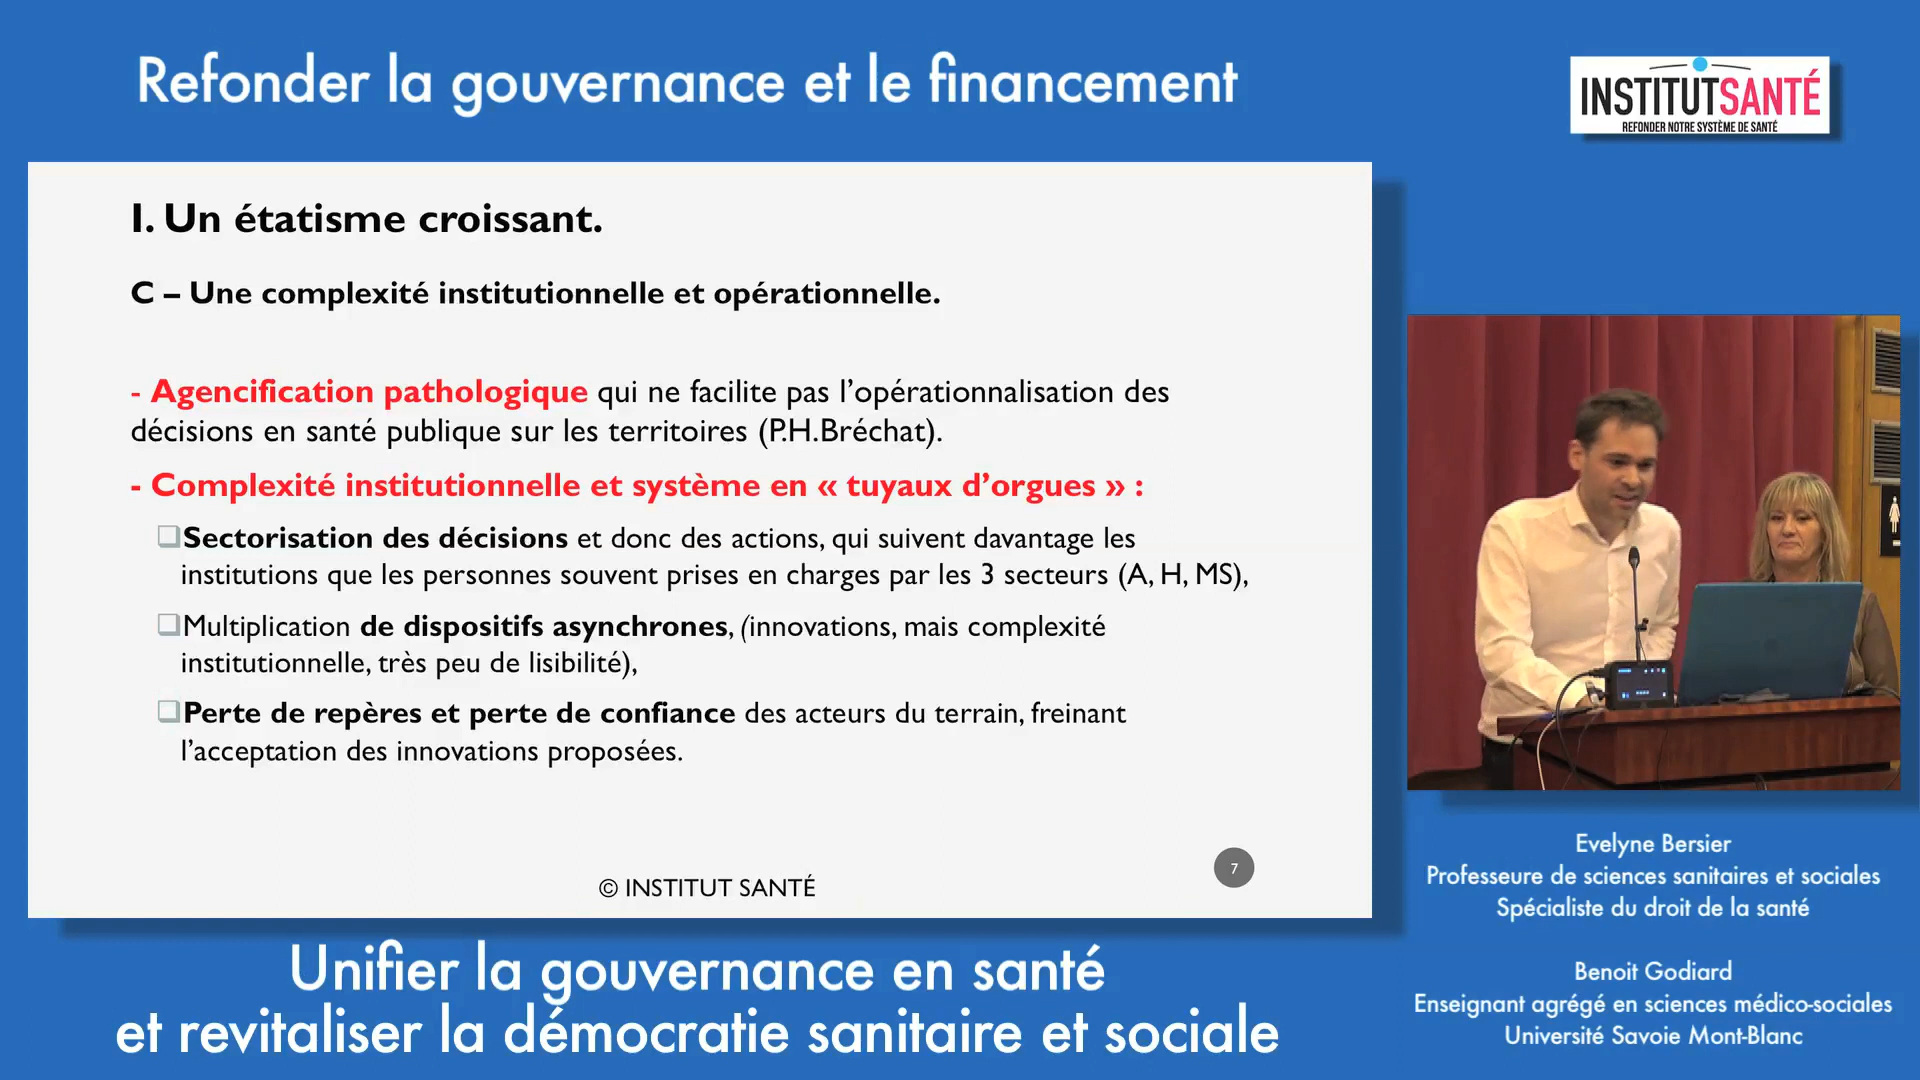 Refonder la gouvernance et le financement
INSTITUTSANTÉ
REFONDER NOTRE SYSTÈME DE SANTÉ
I. Un étatisme croissant.
C – Une complexité institutionnelle et opérationnelle.
- Agencification pathologique qui ne facilite pas l’opérationnalisation des
décisions en santé publique sur les territoires (P.H.Bréchat).
- Complexité institutionnelle et système en « tuyaux d’orgues » :
❑Sectorisation des décisions et donc des actions, qui suivent davantage les
institutions que les personnes souvent prises en charges par les 3 secteurs (A, H, MS),
❑Multiplication de dispositifs asynchrones, (innovations, mais complexité
institutionnelle, très peu de lisibilité),
❑Perte de repères et perte de confiance des acteurs du terrain, freinant
l’acceptation des innovations proposées.
7
© INSTITUT SANTÉ
Evelyne Bersier
Professeure de sciences sanitaires et sociales
Spécialiste du droit de la santé
Benoit Godiard
Enseignant agrégé en sciences médico-sociales
Université Savoie Mont-Blanc
Unifier la gouvernance en santé
et revitaliser la démocratie sanitaire et sociale